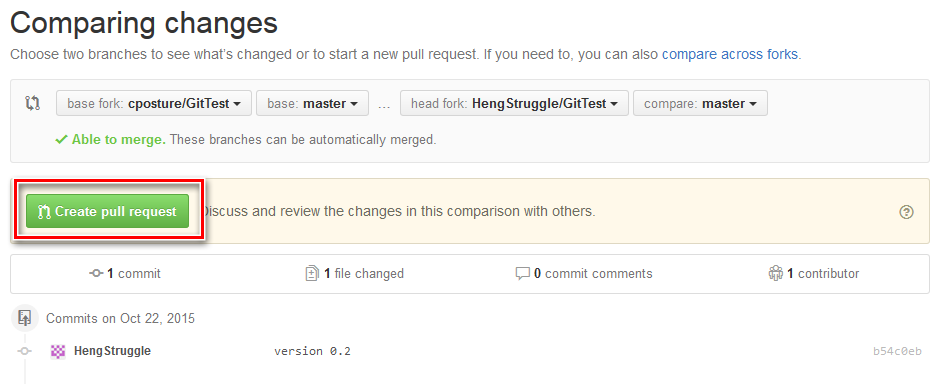 Comparing changes
Choose two branches to see what's changed or to start a new pull request. If you need to, you can also compare across forks.
base fork: cposture/GitTest base: master ... head fork: HengStruggle/GitTest compare: master
Able to merge. These branches can be automatically merged.
Create pull request Discuss and review the changes in this comparison with others.
1 commit 1 file changed 0 commit comments 1 contributor
Commits on Oct 22, 2015
HengStruggle version 0.2 b54c0eb